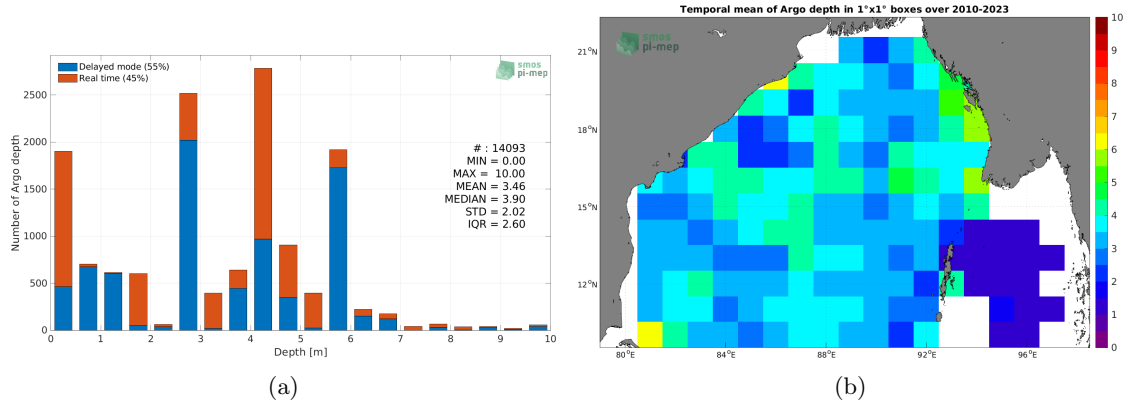 Delayed mode (55%)
Real time (45%)
smos
pi-mep
Number of Argo depth
2500
2000
1500
1000
500
0
# : 14093
MIN = 0.00
MAX = 10.00
MEAN = 3.46
MEDIAN = 3.90
STD = 2.02
IQR = 2.60
0 1 2 3 4 5 6 7 8 9 10
Depth [m]
(a)
Temporal mean of Argo depth in 1°x1° boxes over 2010-2023
smos
pi-mep
21°N
18°N
15°N
12°N
80°E 84°E 88°E 92°E 96°E
10
9
8
7
6
5
4
3
2
1
0
(b)